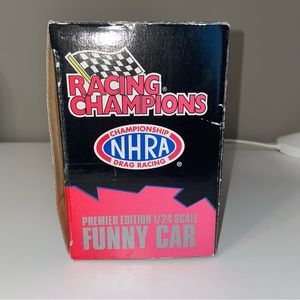 RACING®
CHAMPIONS
CHAMPIONSHIP
NHRA
DRAG RACING ®
PREMIER EDITION 1/24 SCALE
FUNNY CAR